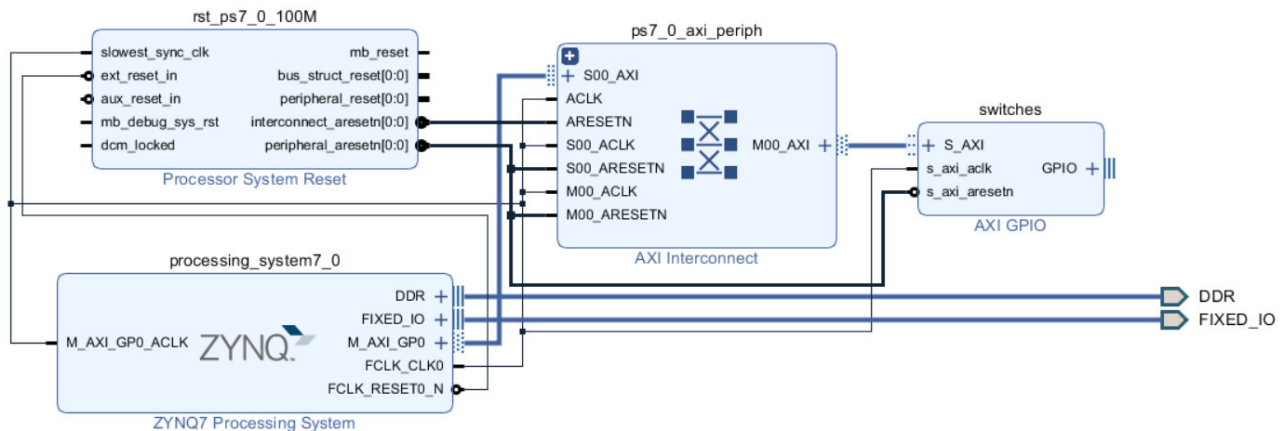 rst_ps7_0_100M
slowest_sync_clk
ext_reset_in
aux_reset_in
mb_debug_sys_rst
dcm_locked
mb_reset
bus_struct_reset[0:0]
peripheral_reset[0:0]
interconnect_aresetn[0:0]
peripheral_aresetn[0:0]
Processor System Reset
ps7_0_axi_periph
S00_AXI
ACLK
ARESETN
S00_ACLK
S00_ARESETN
M00_ACLK
M00_ARESETN
M00_AXI
AXI Interconnect
switches
S_AXI
s_axi_aclk
s_axi_aresetn
GPIO
AXI GPIO
processing_system7_0
M_AXI_GP0_ACLK
ZYNQ
DDR
FIXED_IO
M_AXI_GP0
FCLK_CLK0
FCLK_RESET0_N
ZYNQ7 Processing System
DDR
FIXED_IO